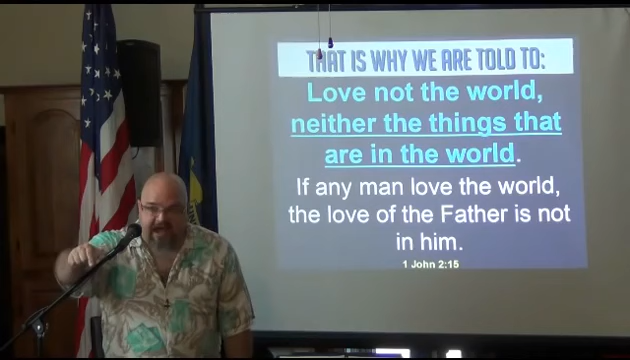 THAT IS WHY WE ARE TOLD TO:
Love not the world,
neither the things that
are in the world.
If any man love the world,
the love of the Father is not
in him.
1 John 2:15